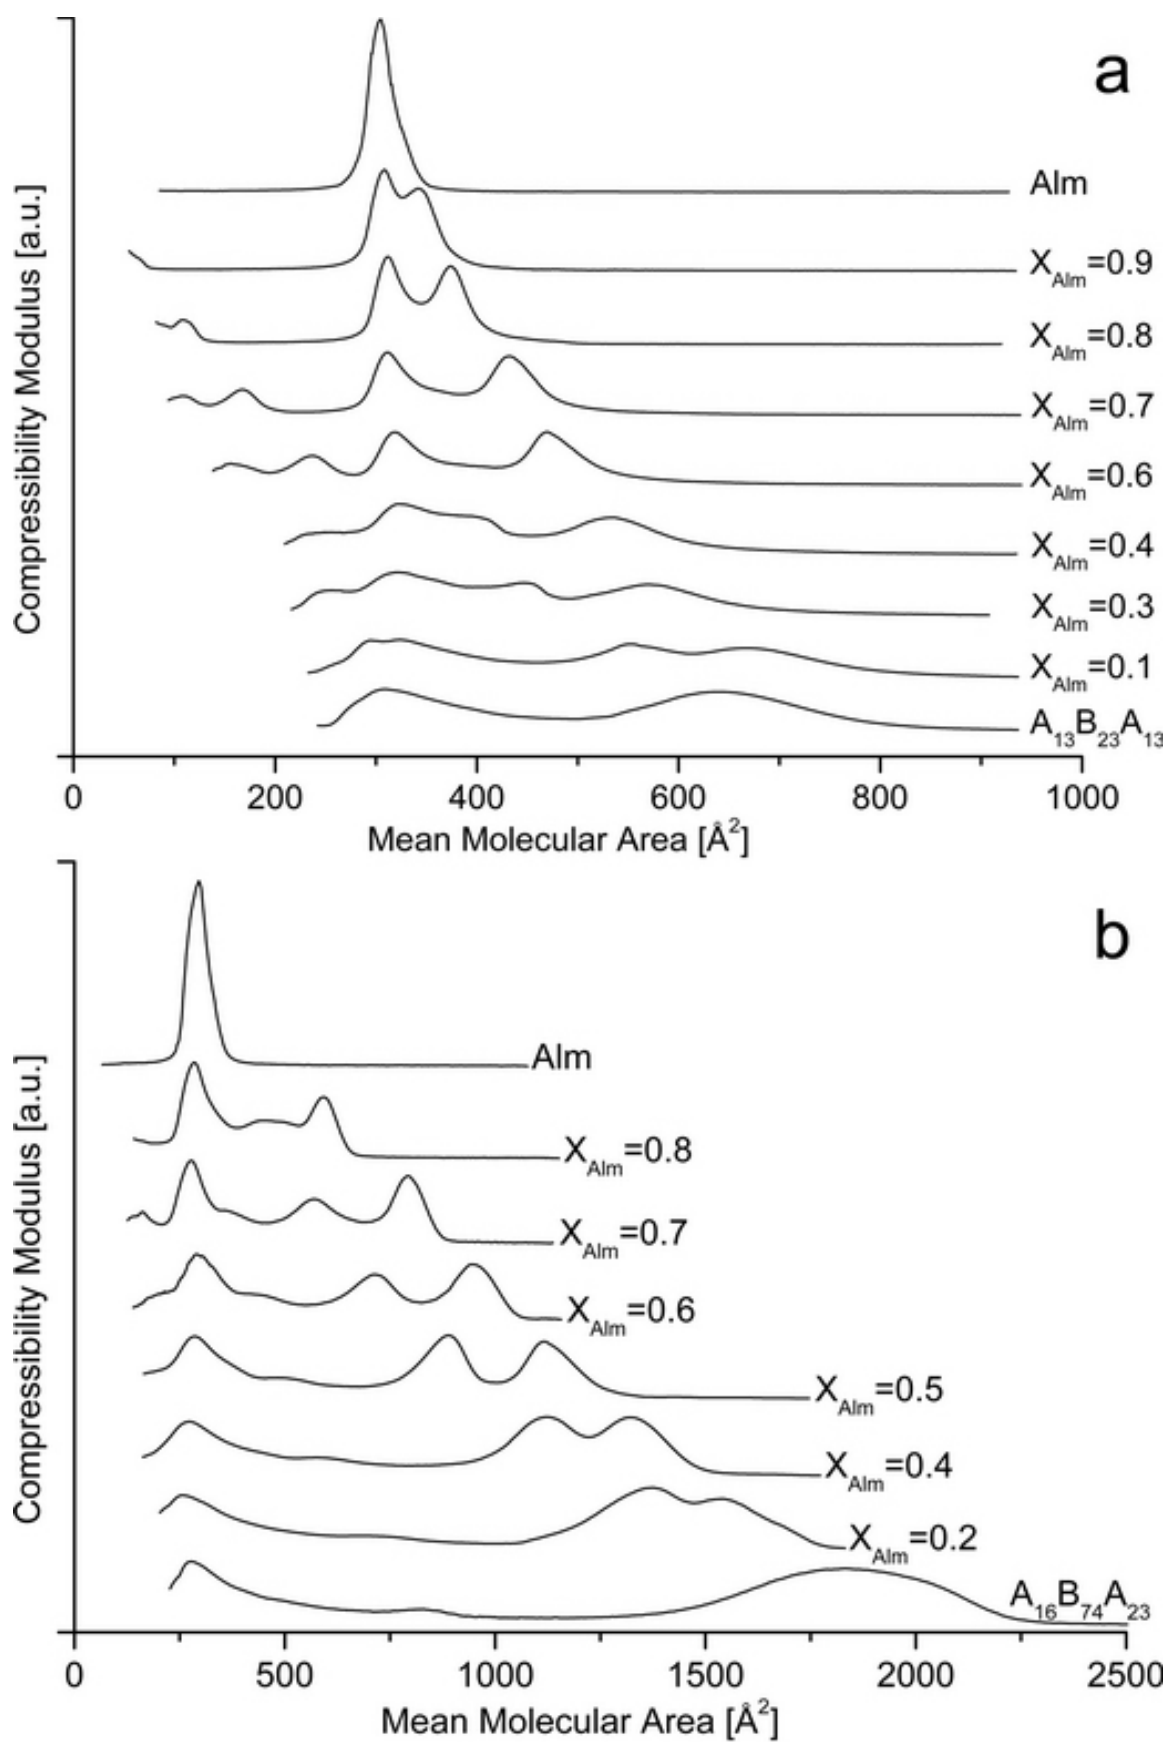 a
Compressibility Modulus [a.u.]
Alm
X_Alm=0.9
X_Alm=0.8
X_Alm=0.7
X_Alm=0.6
X_Alm=0.4
X_Alm=0.3
X_Alm=0.1
A₁₃B₂₃A₁₃
0 200 400 600 800 1000
Mean Molecular Area [Å²]
b
Compressibility Modulus [a.u.]
Alm
X_Alm=0.8
X_Alm=0.7
X_Alm=0.6
X_Alm=0.5
X_Alm=0.4
X_Alm=0.2
A₁₆B₇₄A₂₃
0 500 1000 1500 2000 2500
Mean Molecular Area [Å²]